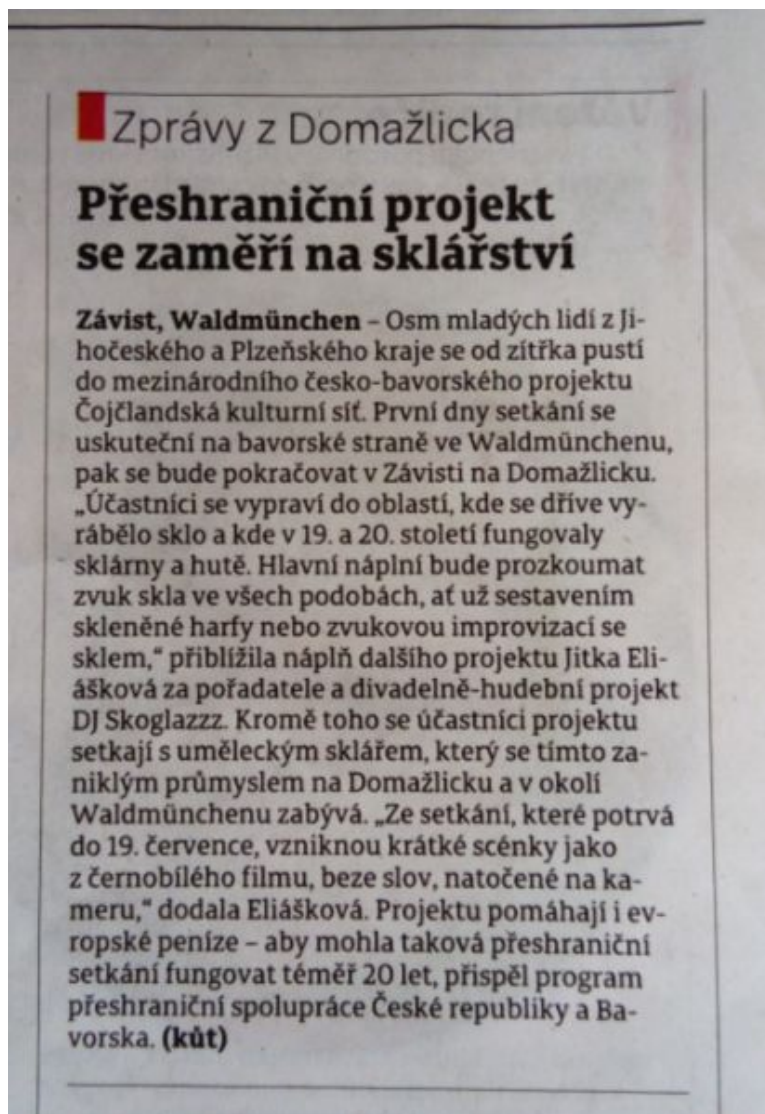 Zprávy z Domažlicka
Přeshraniční projekt
se zaměří na sklářství
Závist, Waldmünchen – Osm mladých lidí z Ji-
hočeského a Plzeňského kraje se od zítřka pustí
do mezinárodního česko-bavorského projektu
Čojčlandská kulturní síť. První dny setkání se
uskuteční na bavorské straně ve Waldmünchenu,
pak se bude pokračovat v Závisti na Domažlicku.
„Účastníci se vypraví do oblastí, kde se dříve vy-
rábělo sklo a kde v 19. a 20. století fungovaly
sklárny a hutě. Hlavní náplní bude prozkoumat
zvuk skla ve všech podobách, ať už sestavením
skleněné harfy nebo zvukovou improvizací se
sklem,“ přiblížila náplň dalšího projektu Jitka Eli-
ášková za pořadatele a divadelně-hudební projekt
DJ Skoglazzz. Kromě toho se účastníci projektu
setkají s uměleckým sklářem, který se tímto za-
niklým průmyslem na Domažlicku a v okolí
Waldmünchenu zabývá. „Ze setkání, které potrvá
do 19. července, vzniknou krátké scénky jako
z černobílého filmu, beze slov, natočené na ka-
meru,“ dodala Eliášková. Projektu pomáhají i ev-
ropské peníze – aby mohla taková přeshraniční
setkání fungovat téměř 20 let, přispěl program
přeshraniční spolupráce České republiky a Ba-
vorska. (kůt)